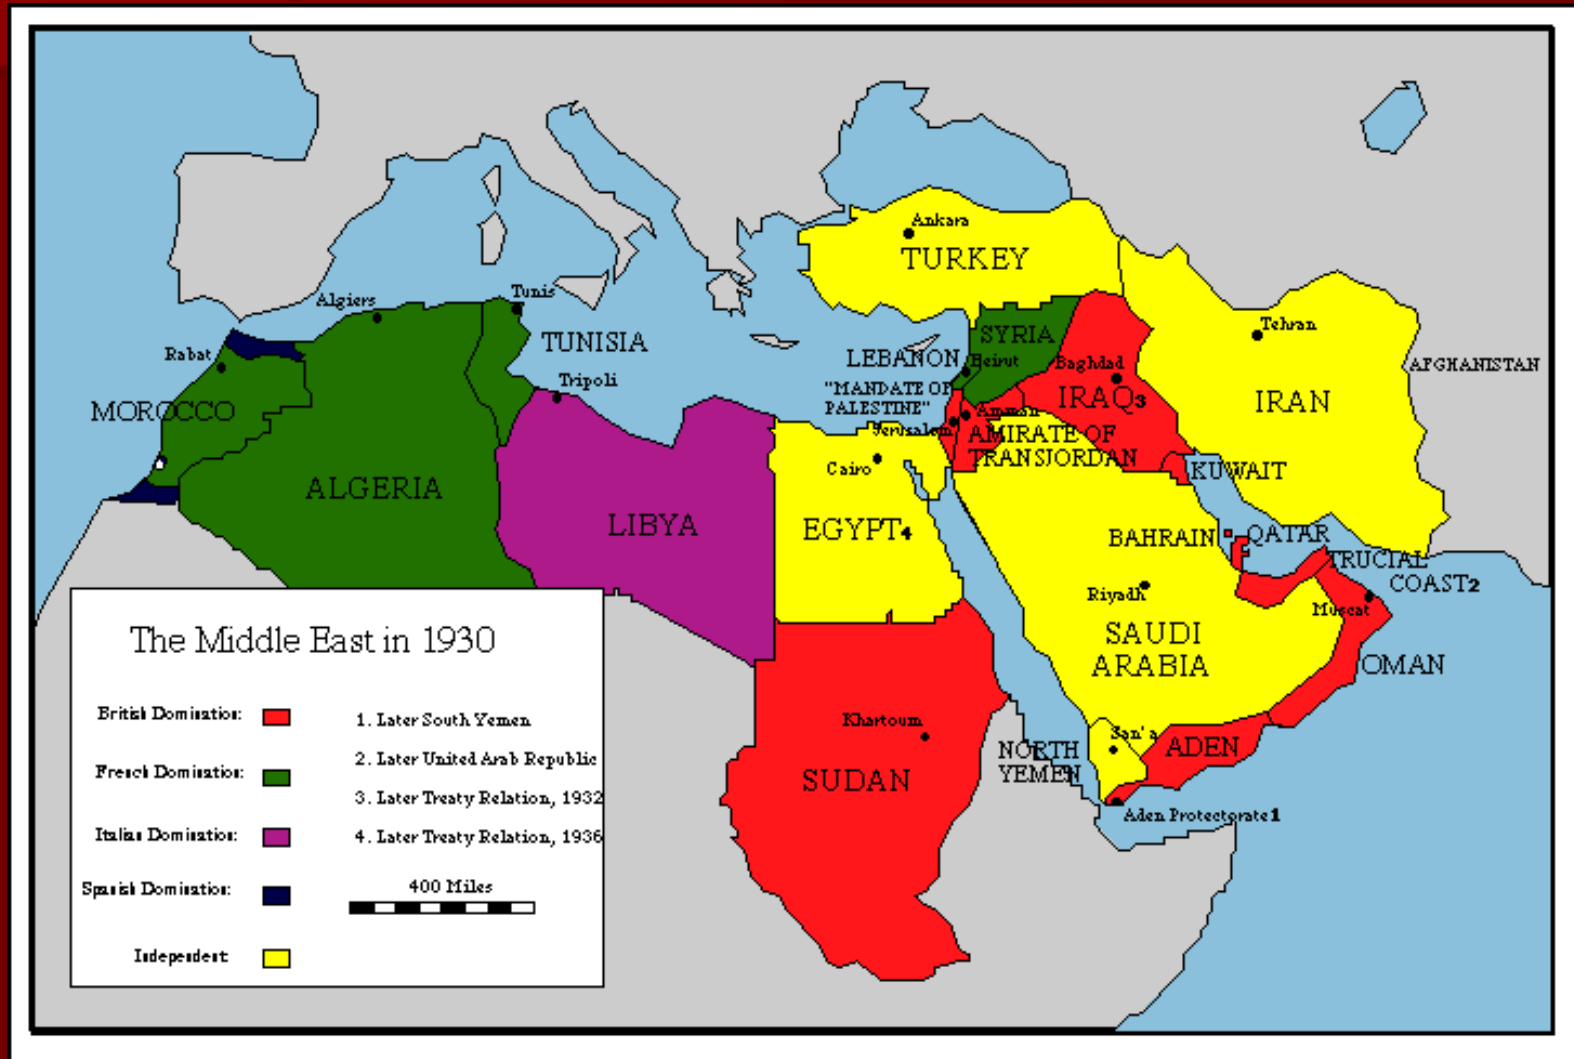 Ankara
TURKEY
Algiers
Tunis
Tehran
SYRIA
TUNISIA
Rabat
LEBANON
Beirut
Baghdad
AFGHANISTAN
Tripoli
"MANDATE OF
PALESTINE"
IRAQ3
IRAN
MOROCCO
Amman
Jerusalem
AMIRATE OF
TRANSJORDAN
Cairo
KUWAIT
ALGERIA
LIBYA
EGYPT4
BAHRAIN
QATAR
TRUCIAL
COAST2
Riyadh
Muscat
SAUDI
ARABIA
OMAN
Khartoum
San'a
NORTH
YEMEN
ADEN
SUDAN
Aden Protectorate1
The Middle East in 1930
British Domination:
French Domination:
Italian Domination:
Spanish Domination:
Independent
1. Later South Yemen
2. Later United Arab Republic
3. Later Treaty Relation, 1932
4. Later Treaty Relation, 1936
400 Miles